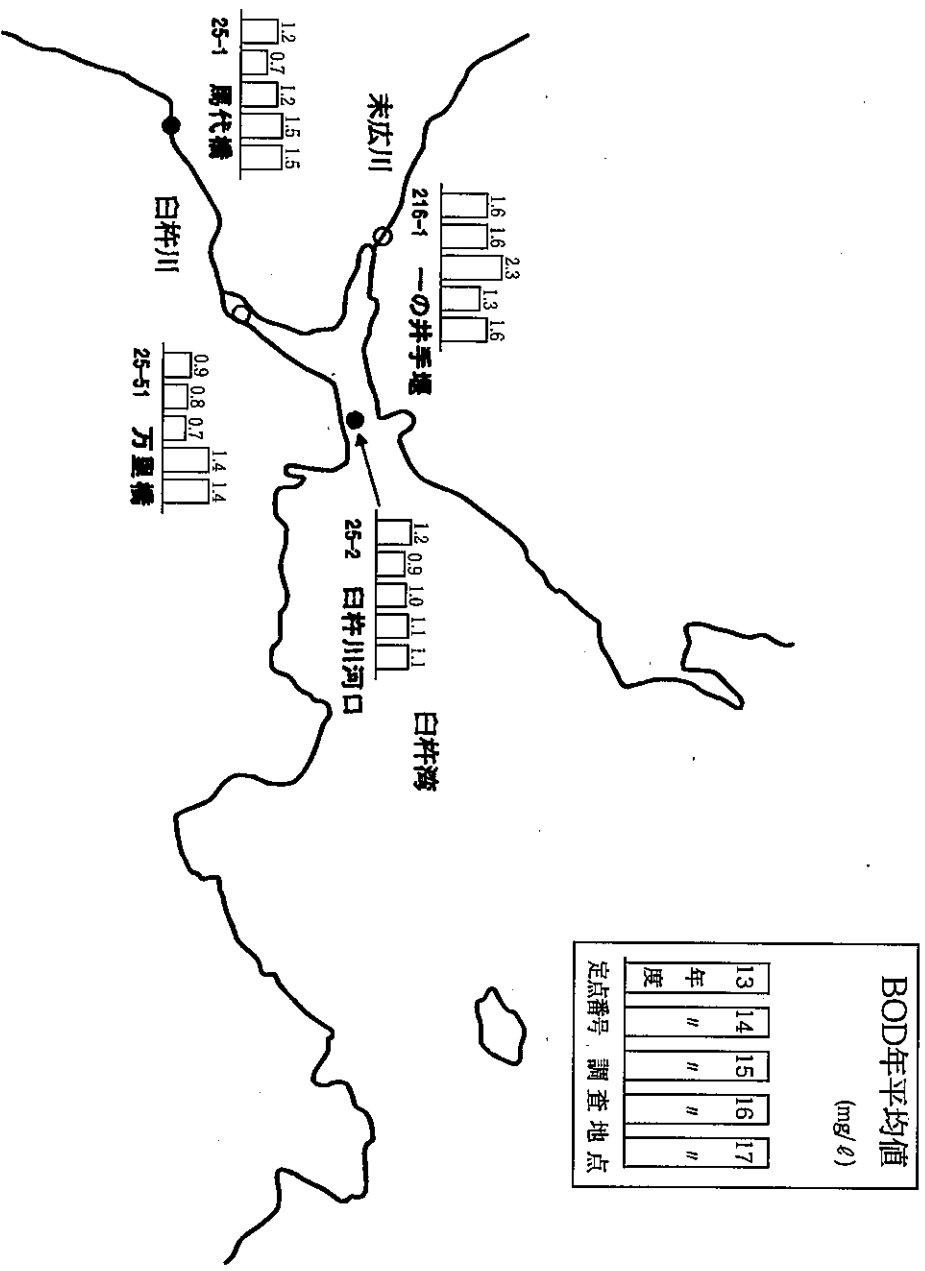 BOD年平均値
(mg/ℓ)
13 14 15 16 17
年度 〃 〃 〃 〃
定点番号 調査地点
末広川
1.6 1.6 2.3 1.3 1.6
216-1 一の井手堰
1.2 0.7 1.2 1.5 1.5
25-1 馬代橋
臼杵川
臼杵湾
1.2 0.9 1.0 1.1 1.1
25-2 臼杵川河口
0.9 0.8 0.7 1.4 1.4
25-51 万里橋